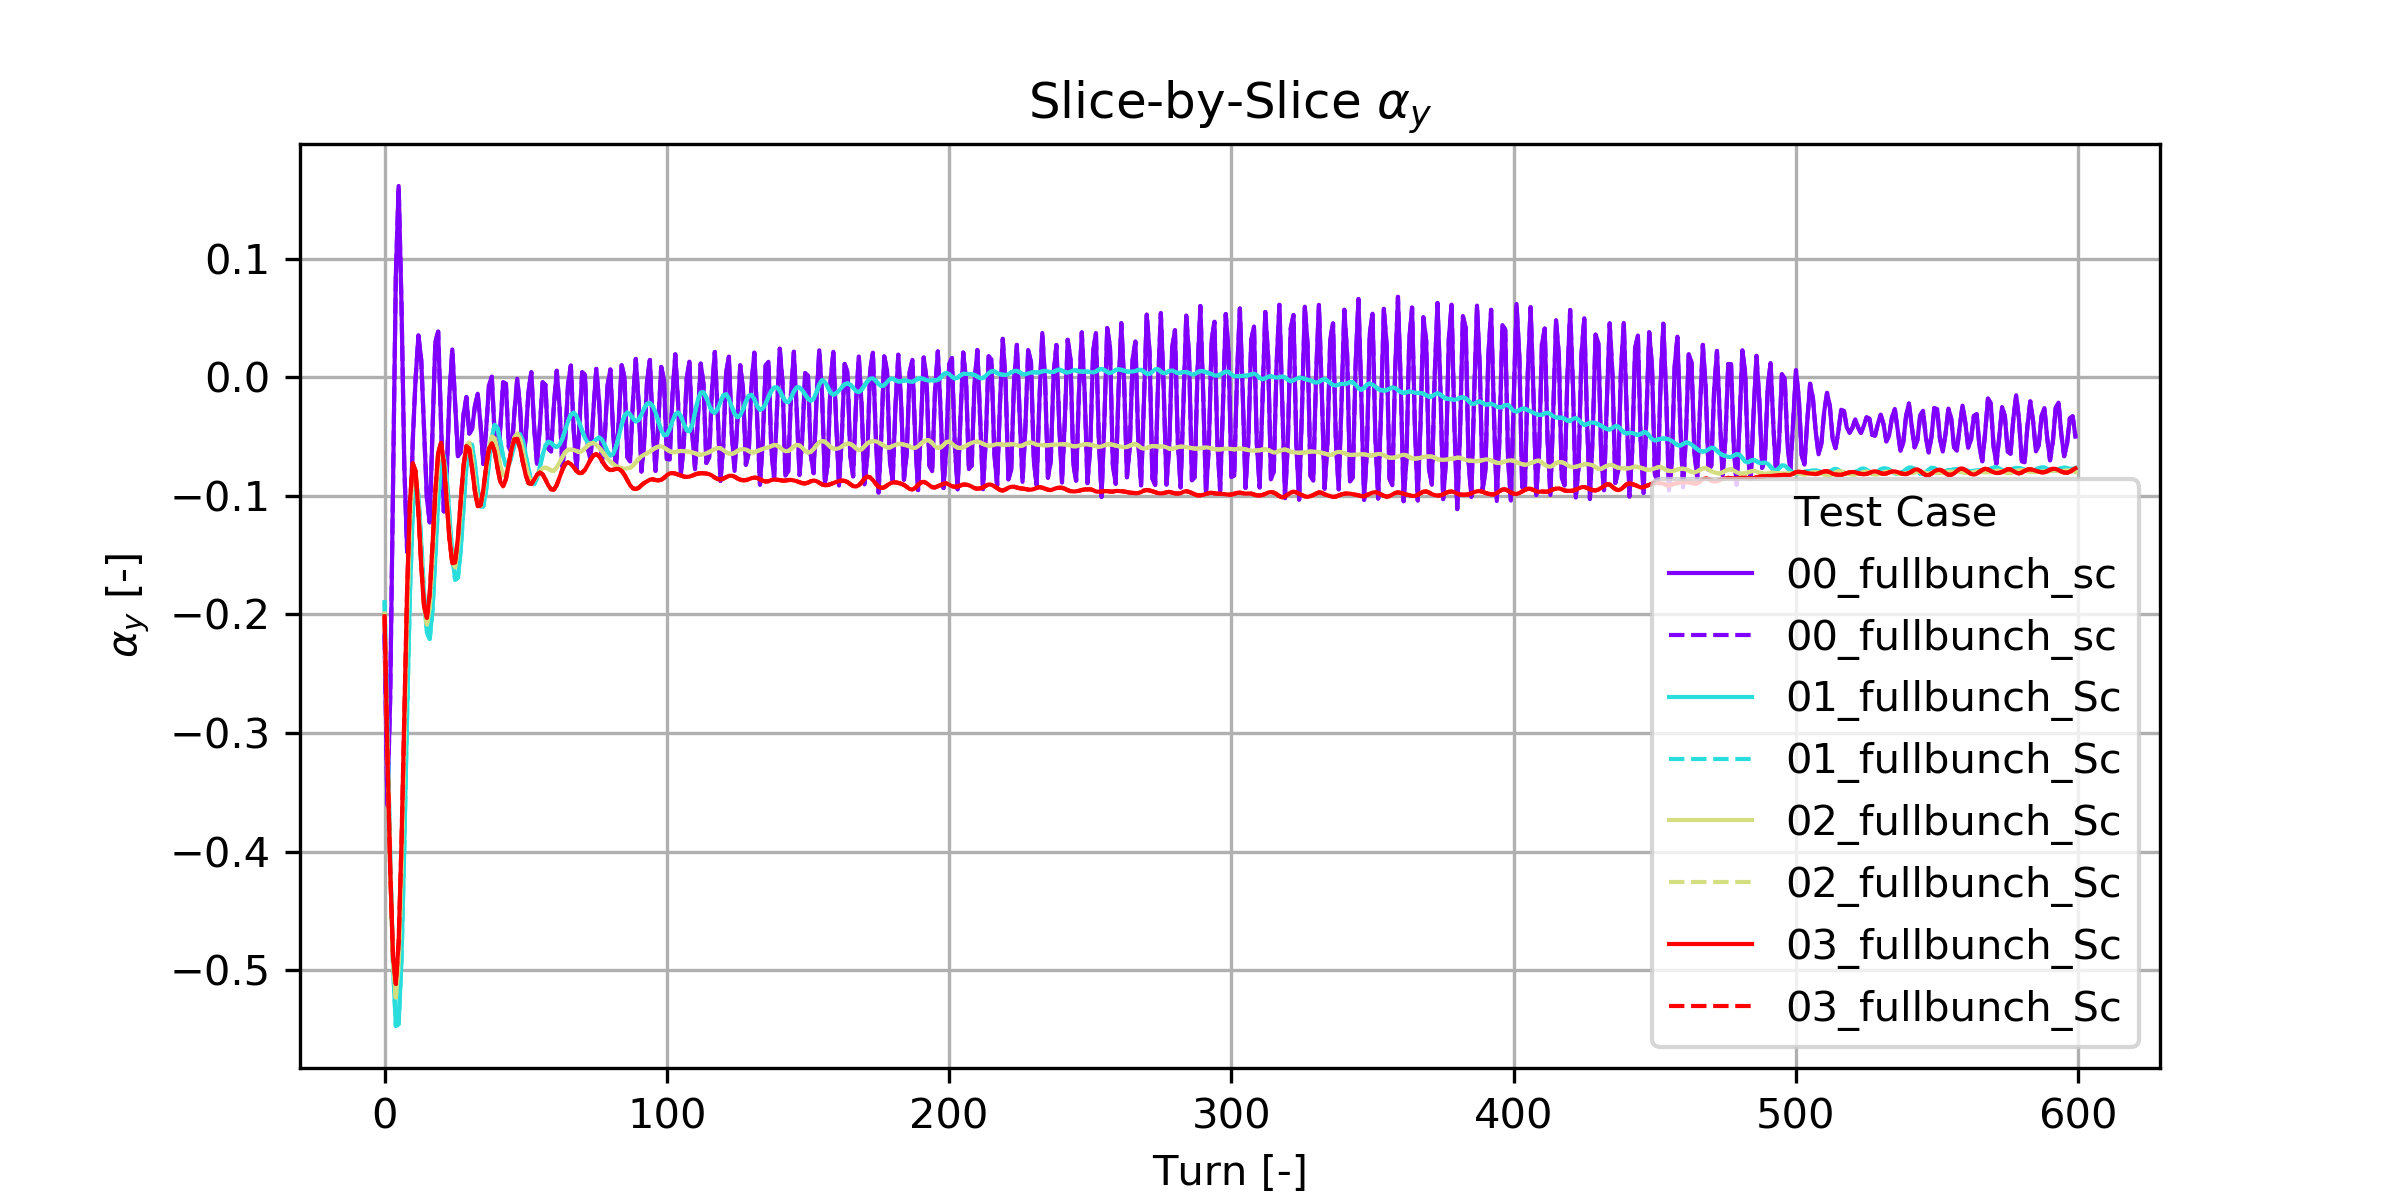 Slice-by-Slice αy
αy [-]
0.1
0.0
−0.1
−0.2
−0.3
−0.4
−0.5
Test Case
00_fullbunch_sc
00_fullbunch_sc
01_fullbunch_Sc
01_fullbunch_Sc
02_fullbunch_Sc
02_fullbunch_Sc
03_fullbunch_Sc
03_fullbunch_Sc
0 100 200 300 400 500 600
Turn [-]